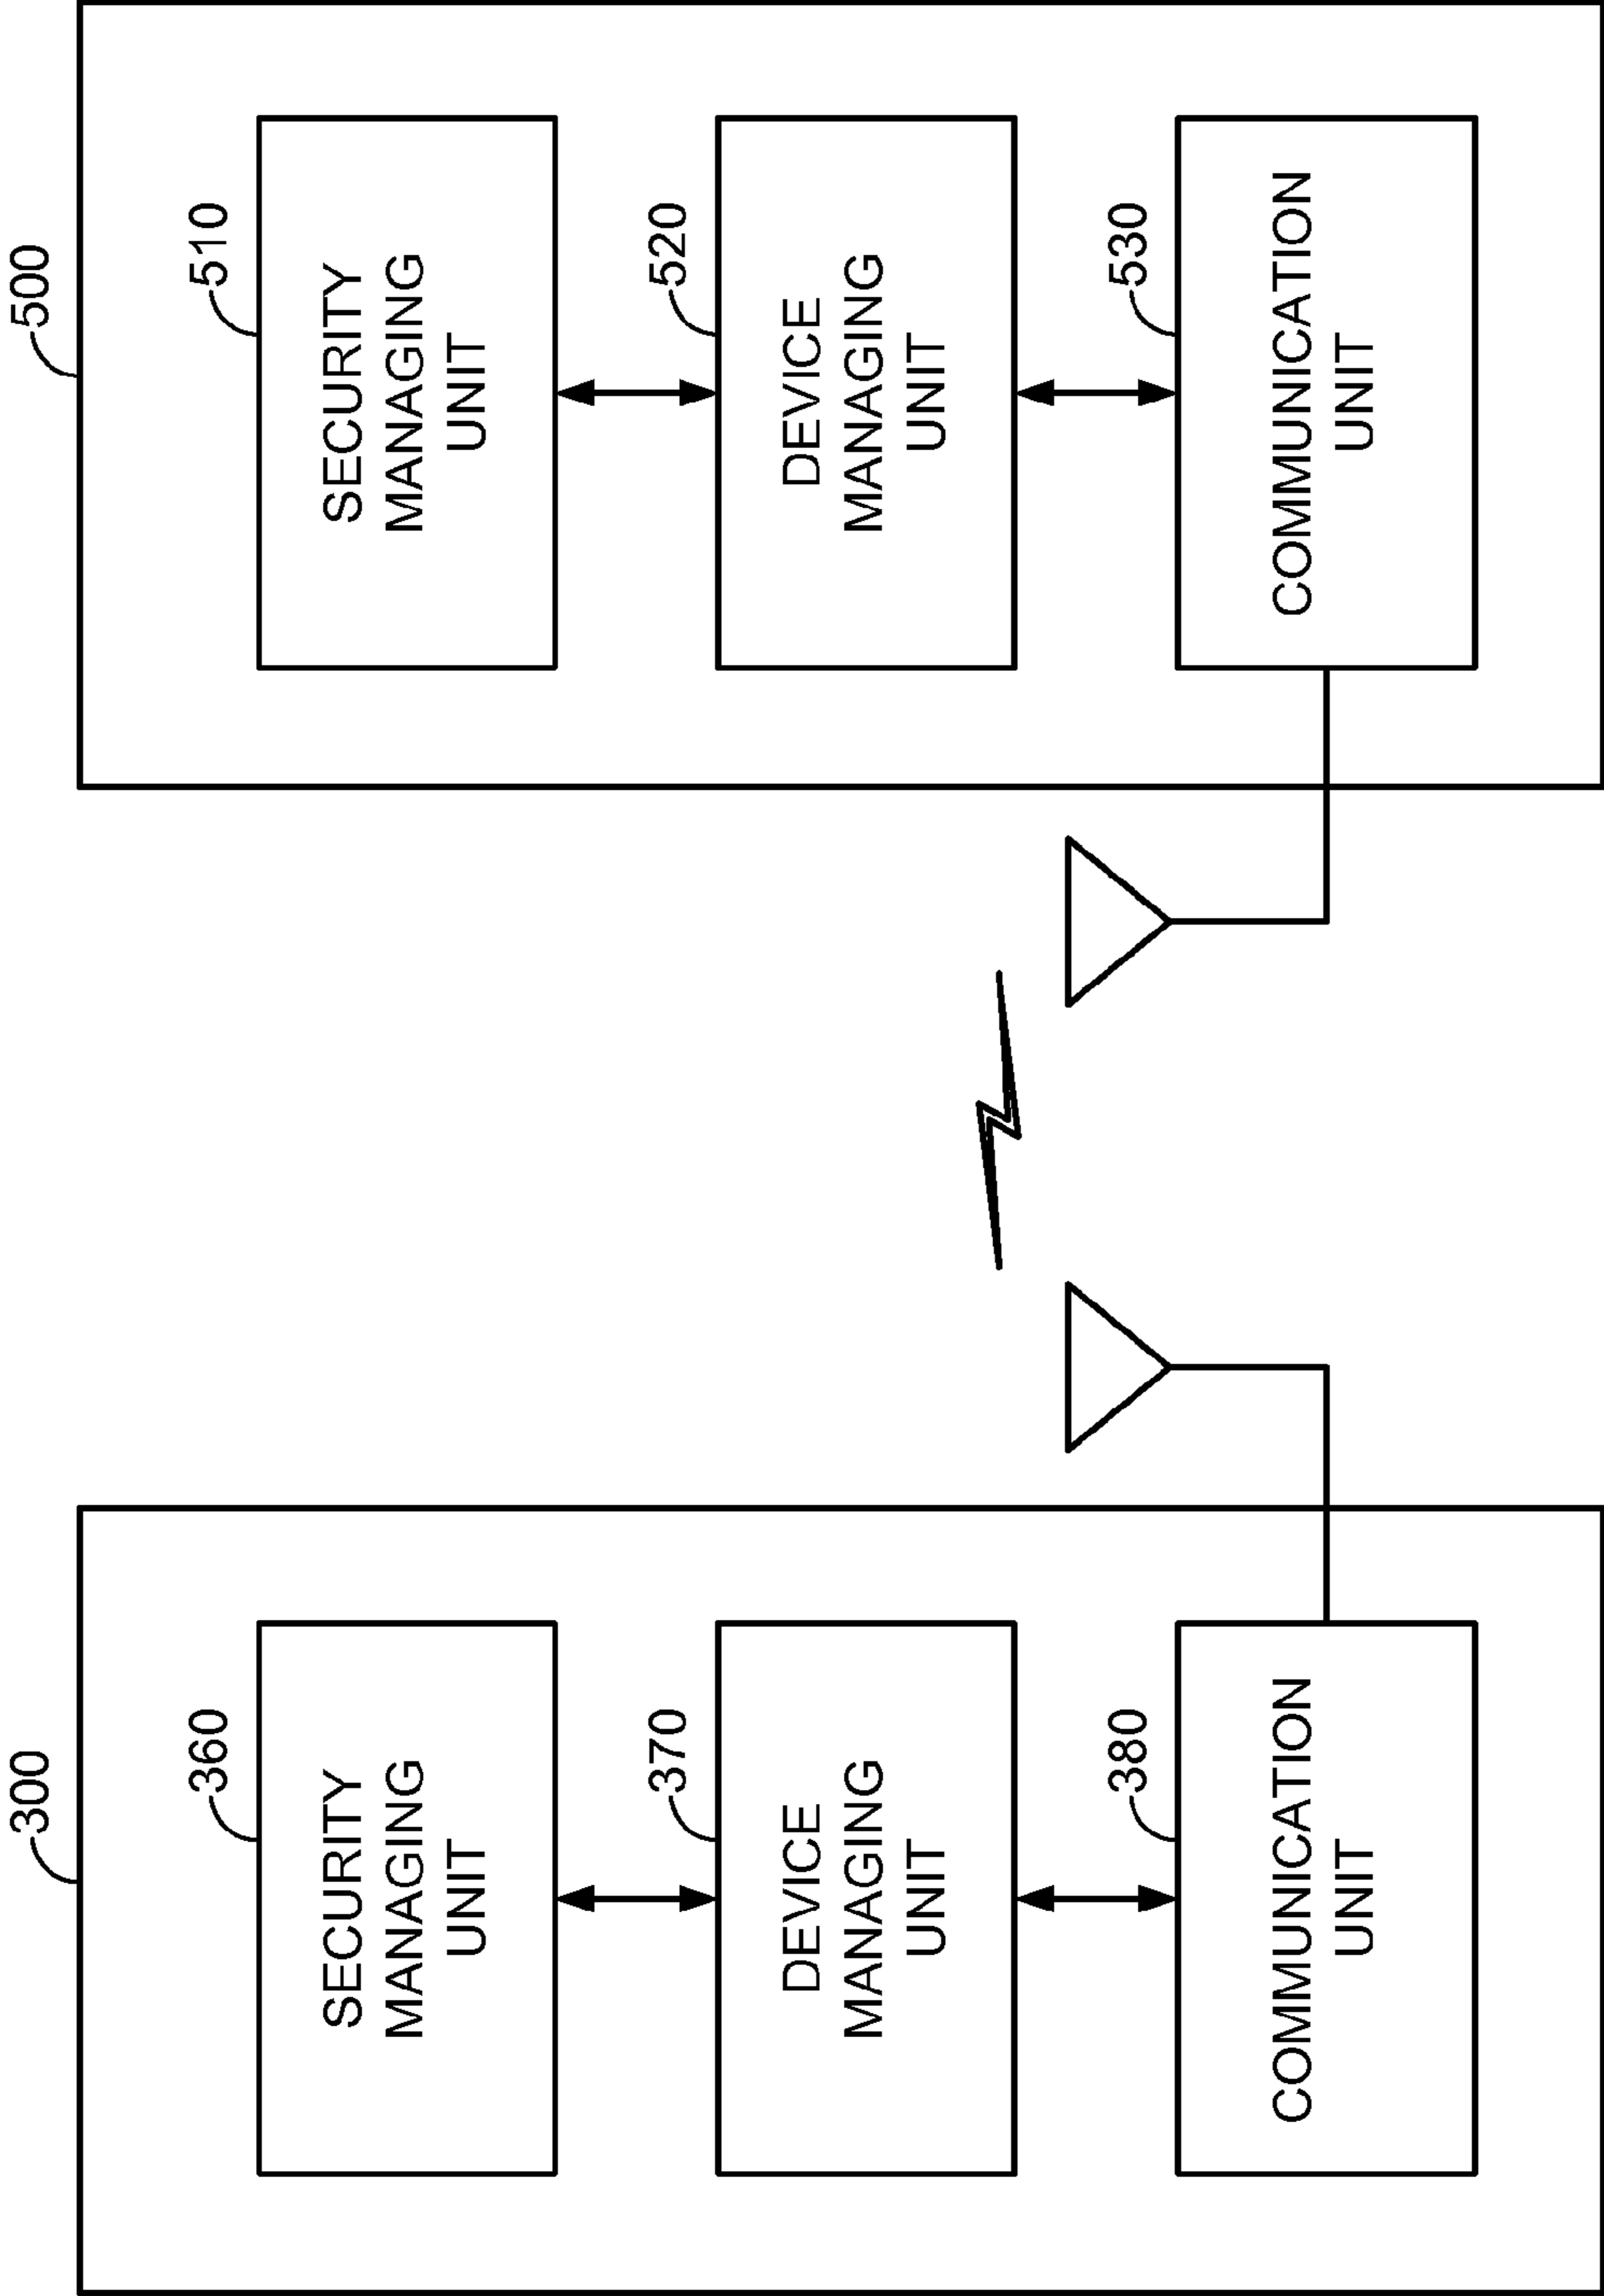 300
360
SECURITY
MANAGING
UNIT
370
DEVICE
MANAGING
UNIT
380
COMMUNICATION
UNIT
500
510
SECURITY
MANAGING
UNIT
520
DEVICE
MANAGING
UNIT
530
COMMUNICATION
UNIT